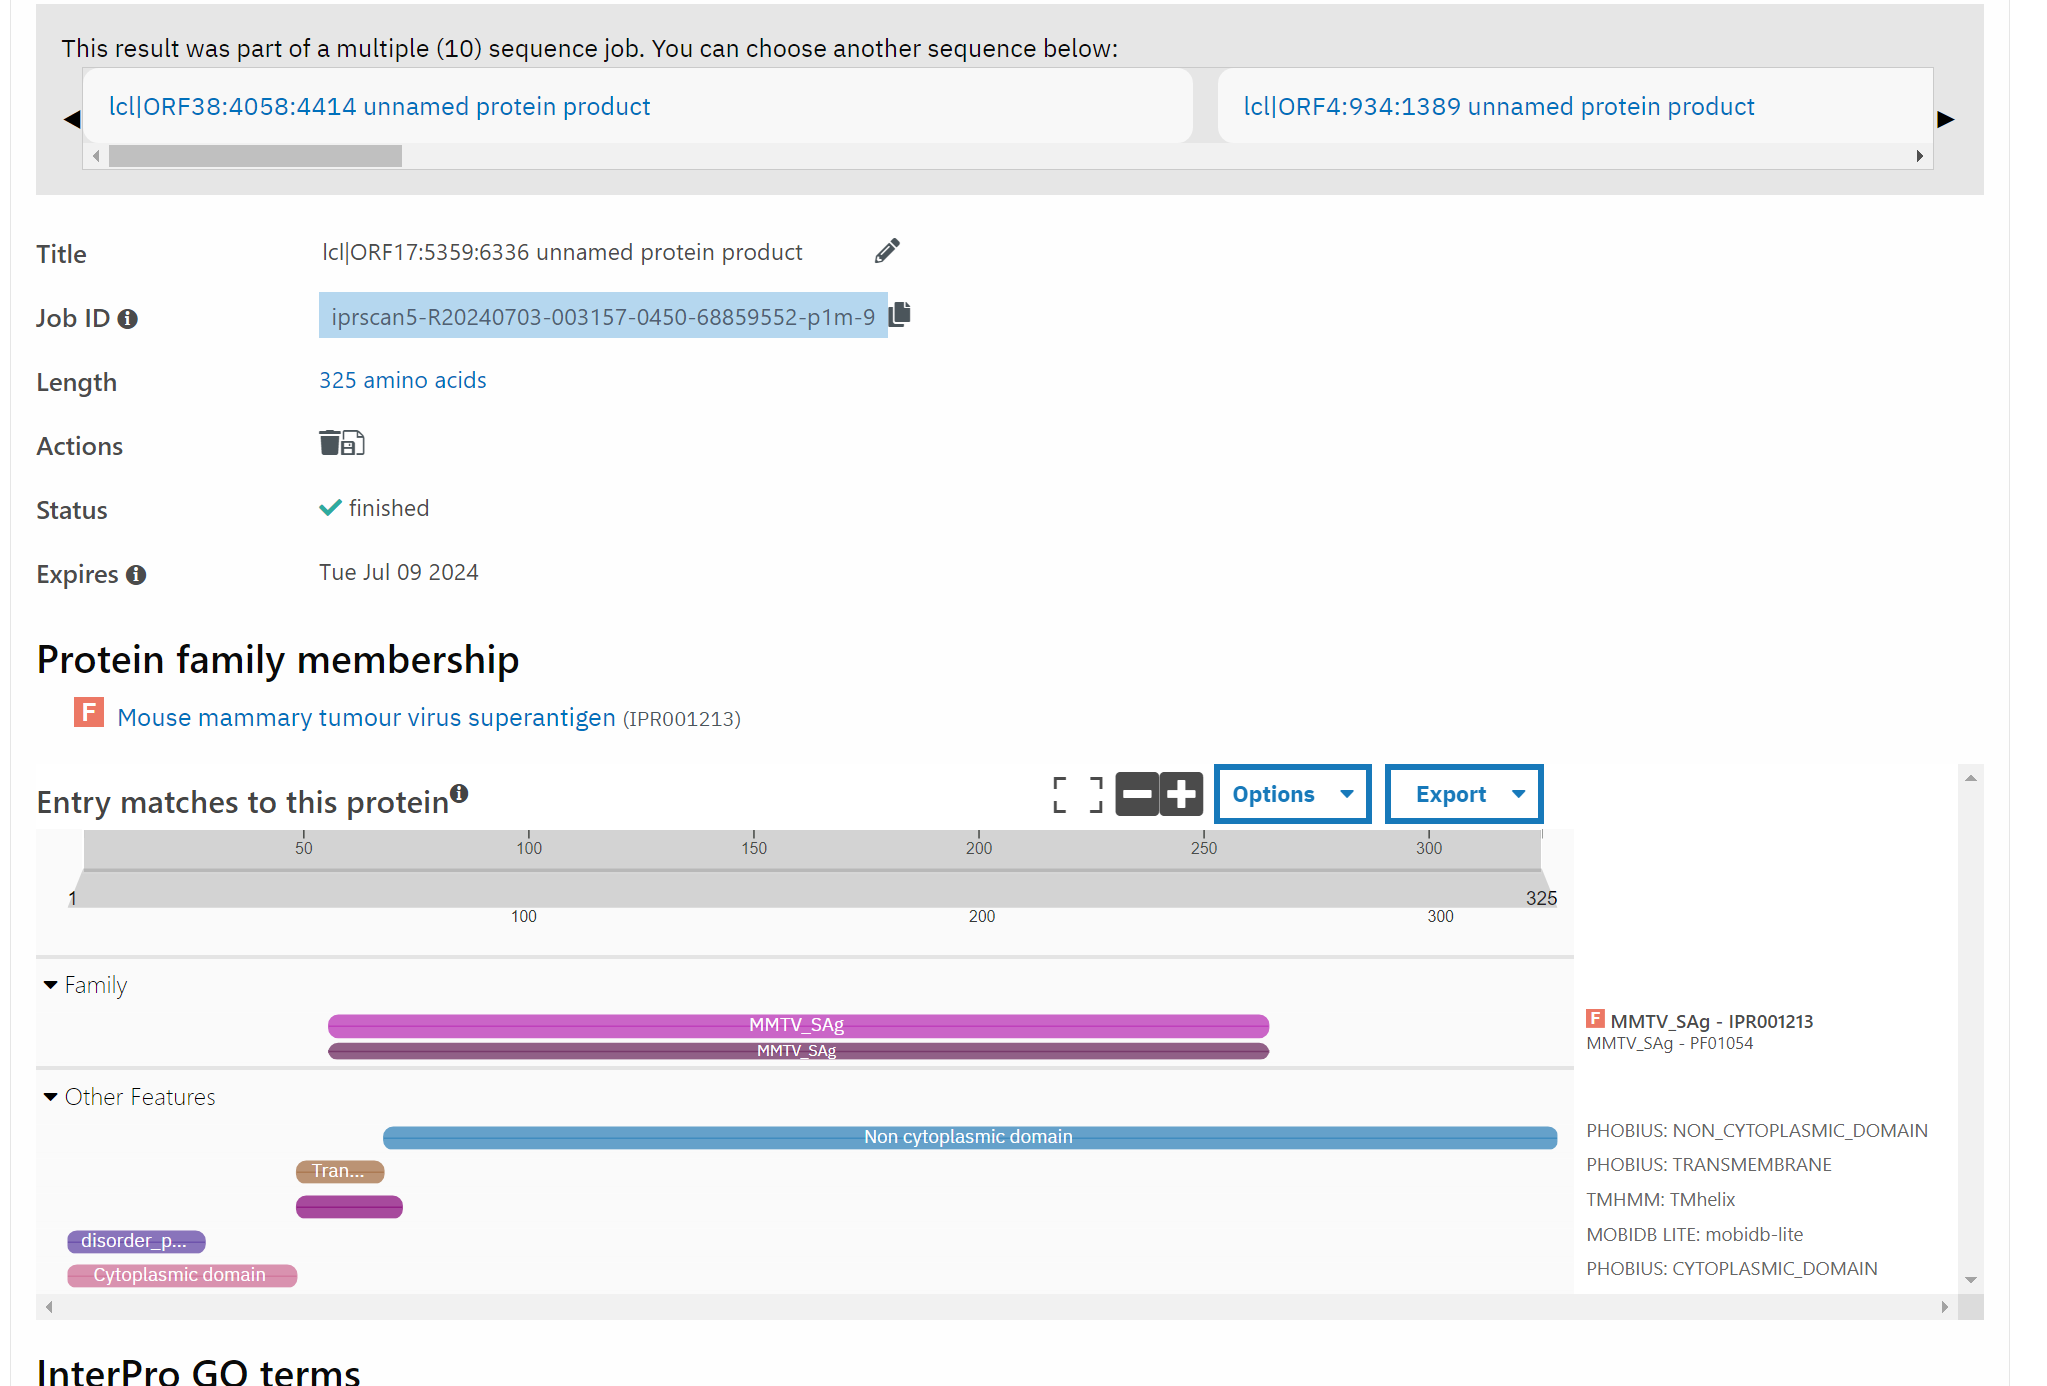 This result was part of a multiple (10) sequence job. You can choose another sequence below:
lcl|ORF38:4058:4414 unnamed protein product
lcl|ORF4:934:1389 unnamed protein product
Title lcl|ORF17:5359:6336 unnamed protein product
Job ID iprscan5-R20240703-003157-0450-68859552-p1m-9
Length 325 amino acids
Actions
Status finished
Expires Tue Jul 09 2024
Protein family membership
F Mouse mammary tumour virus superantigen (IPR001213)
Entry matches to this protein
Options
Export
50 100 150 200 250 300
1 325
100 200 300
Family
MMTV_SAg
F MMTV_SAg - IPR001213
MMTV_SAg
MMTV_SAg - PF01054
Other Features
Non cytoplasmic domain
PHOBIUS: NON_CYTOPLASMIC_DOMAIN
Tran...
PHOBIUS: TRANSMEMBRANE
TMHMM: TMhelix
disorder_p...
MOBIDB LITE: mobidb-lite
Cytoplasmic domain
PHOBIUS: CYTOPLASMIC_DOMAIN
InterPro GO terms